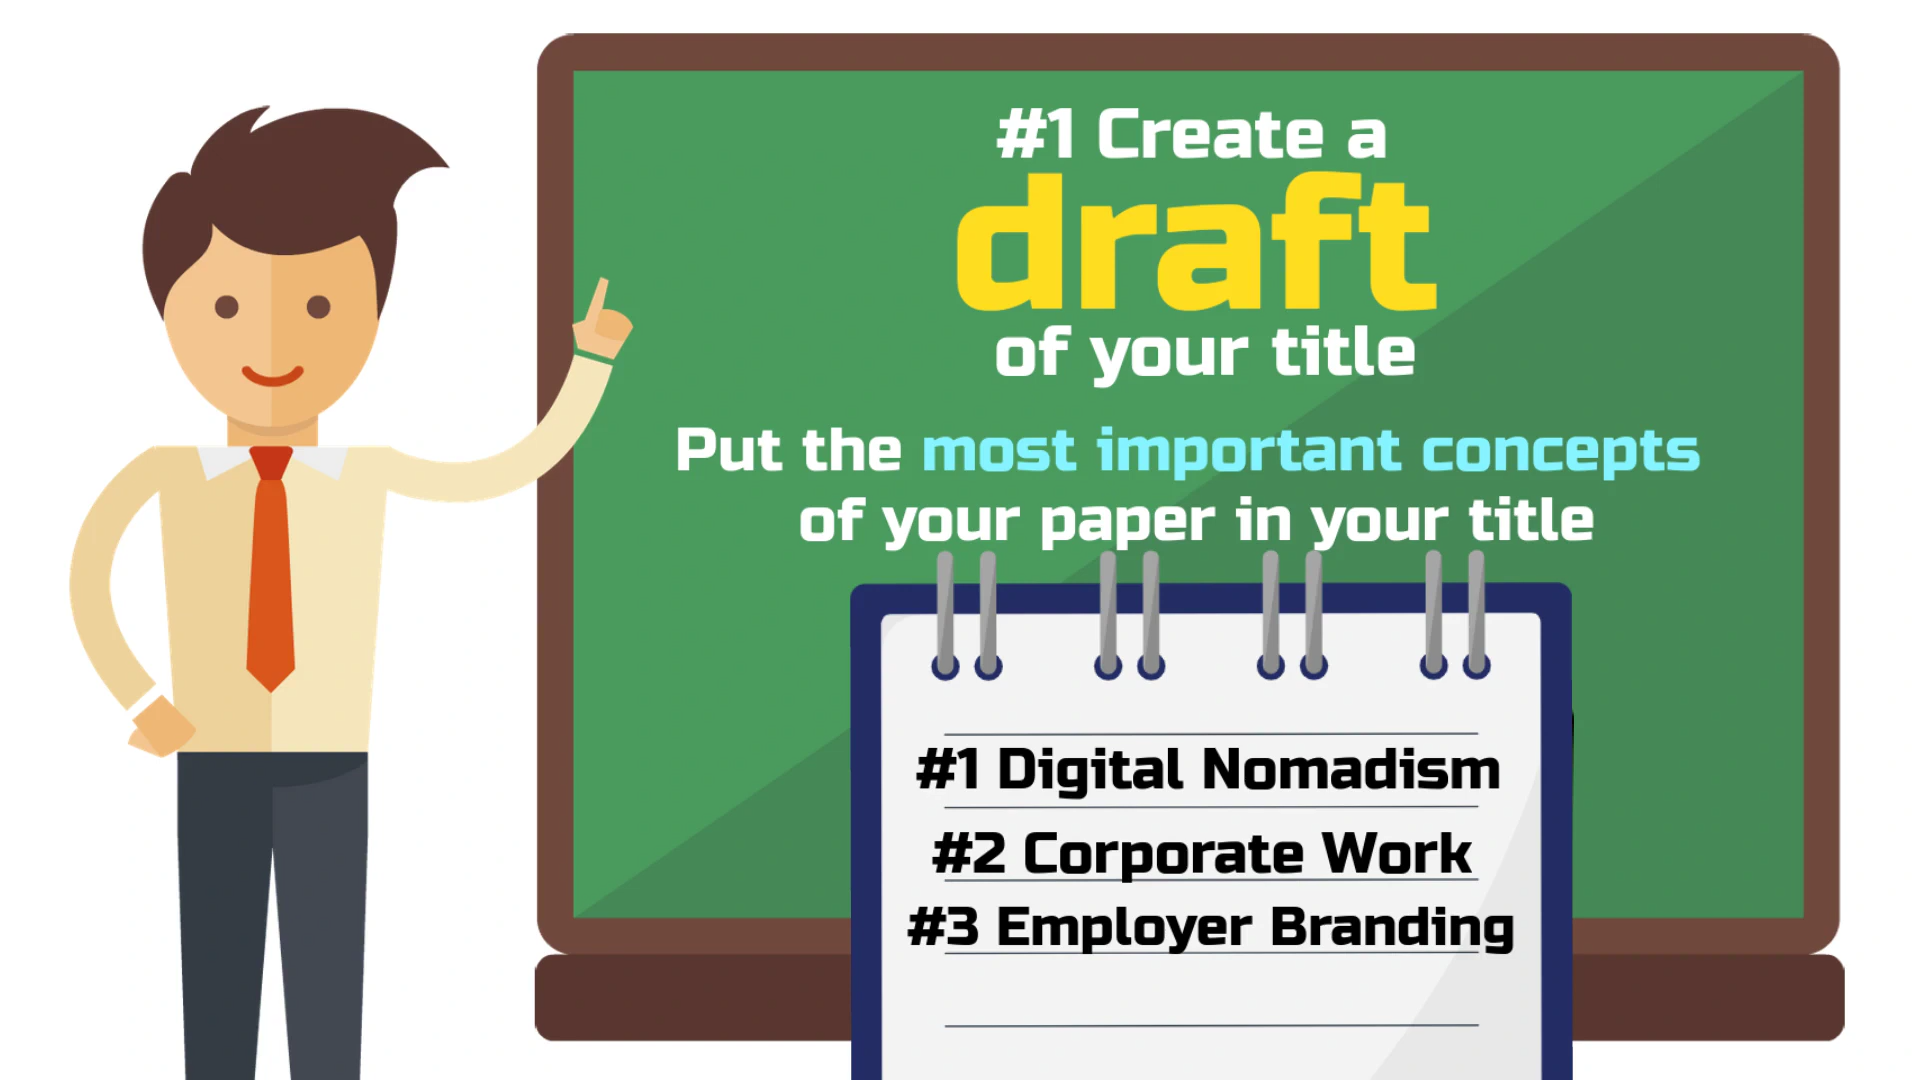 #1 Create a
draft
of your title
Put the most important concepts
of your paper in your title
#1 Digital Nomadism
#2 Corporate Work
#3 Employer Branding